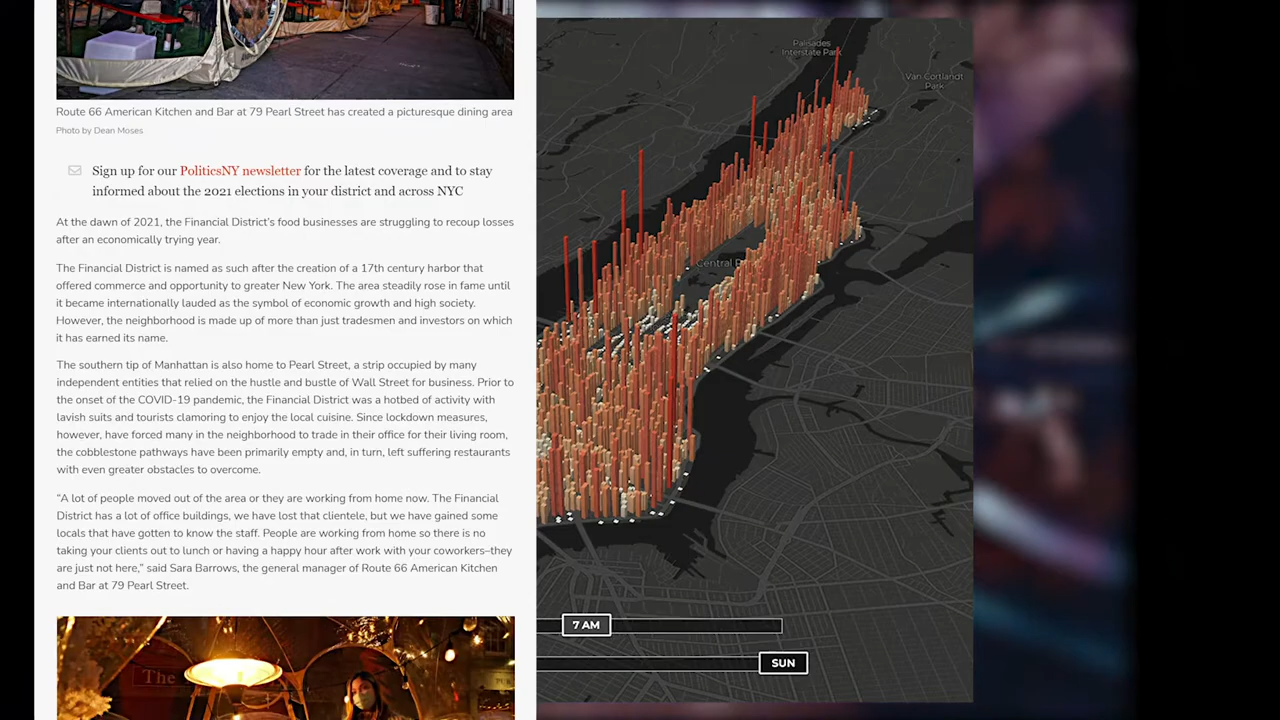 Route 66 American Kitchen and Bar at 79 Pearl Street has created a picturesque dining area
Photo by Dean Moses
Sign up for our PoliticsNY newsletter for the latest coverage and to stay
informed about the 2021 elections in your district and across NYC
At the dawn of 2021, the Financial District's food businesses are struggling to recoup losses
after an economically trying year.
The Financial District is named as such after the creation of a 17th century harbor that
offered commerce and opportunity to greater New York. The area steadily rose in fame until
it became internationally lauded as the symbol of economic growth and high society.
However, the neighborhood is made up of more than just tradesmen and investors on which
it has earned its name.
The southern tip of Manhattan is also home to Pearl Street, a strip occupied by many
independent entities that relied on the hustle and bustle of Wall Street for business. Prior to
the onset of the COVID-19 pandemic, the Financial District was a hotbed of activity with
lavish suits and tourists clamoring to enjoy the local cuisine. Since lockdown measures,
however, have forced many in the neighborhood to trade in their office for their living room,
the cobblestone pathways have been primarily empty and, in turn, left suffering restaurants
with even greater obstacles to overcome.
“A lot of people moved out of the area or they are working from home now. The Financial
District has a lot of office buildings, we have lost that clientele, but we have gained some
locals that have gotten to know the staff. People are working from home so there is no
taking your clients out to lunch or having a happy hour after work with your coworkers–they
are just not here,” said Sara Barrows, the general manager of Route 66 American Kitchen
and Bar at 79 Pearl Street.
The
Palisades
Interstate Park
Van Cortlandt
Park
Central
7 AM
SUN